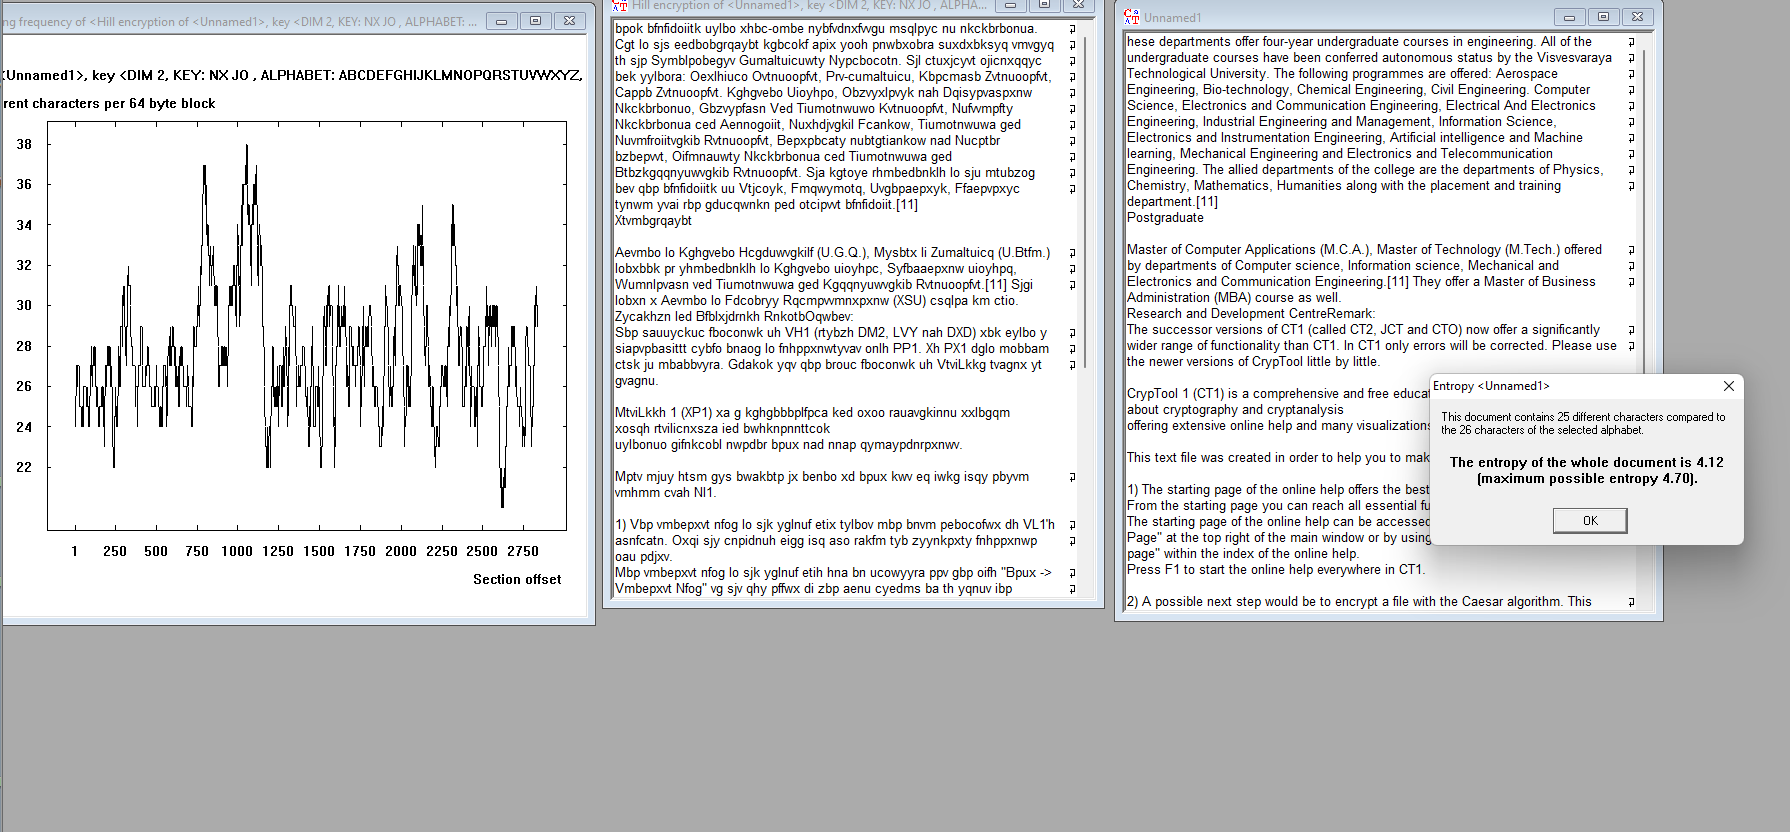 ng frequency of <Hill encryption of <Unnamed1>, key <DIM 2, KEY: NX JO , ALPHABET: ...
<Unnamed1>, key <DIM 2, KEY: NX JO , ALPHABET: ABCDEFGHIJKLMNOPQRSTUVWXYZ,
rent characters per 64 byte block
38
36
34
32
30
28
26
24
22
1 250 500 750 1000 1250 1500 1750 2000 2250 2500 2750
Section offset
Hill encryption of <Unnamed1>, key <DIM 2, KEY: NX JO , ALPHA...
bpok bfnfidoiitk uylbo xhbc-ombe nybfvdnxfwgu msqlpyc nu nkckbrbonua.
Cgt lo sjs eedbobgrqaybt kgbcokf apix yooh pnwbxobra suxdxbksyq vmvgyq
th sjp Symblpobegyv Gumaltuicuwty Nypcbocotn. Sjl ctuxjcyvt ojicnxqqyc
bek yylbora: Oexlhiuco Ovtnuoopfvt, Prv-cumaltuicu, Kbpcmasb Zvtnuoopfvt,
Cappb Zvtnuoopfvt. Kghgvebo Uioyhpo, Obzvyxlpvyk nah Dqisypvaspxnw
Nkckbrbonuo, Gbzvypfasn Ved Tiumotnwuwo Kvtnuoopfvt, Nufvvmpfty
Nkckbrbonua ced Aennogoiit, Nuxhdjvgkil Fcankow, Tiumotnwuwa ged
Nuvmfroiitvgkib Rvtnuoopfvt, Bepxpbcaty nubtgtiankow nad Nucptbr
bzbepvvt, Oifmnauwty Nkckbrbonua ced Tiumotnwuwa ged
Btbzkgqqnyuwvgkib Rvtnuoopfvt. Sja kgtoye rhmbedbnklh lo sju mtubzog
bev qbp bfnfidoiitk uu Vtjcoyk, Fmqwymotq, Uvgbpaepxyk, Ffaepvpxyc
tynwm yvai rbp gducqwnkn ped otcipvvt bfnfidoiit.[11]
Xtvmbgrqaybt
Aevmbo lo Kghgvebo Hcgduwvgkilf (U.G.Q.), Mysbtx li Zumaltuicq (U.Btfm.)
lobxbbk pr yhmbedbnklh lo Kghgvebo uioyhpc, Syfbaaepxnw uioyhpq,
Wumnlpvasn ved Tiumotnwuwa ged Kgqqnyuwvgkib Rvtnuoopfvt.[11] Sjgi
lobxn x Aevmbo lo Fdcobryy Rqcmpwvmnxpxnw (XSU) csqlpa km ctio.
Zycakhzn led Bfblxjdrnkh RnkotbOqwbev:
Sbp sauuyckuc fboconwk uh VH1 (rtybzh DM2, LVY nah DXD) xbk eylbo y
siapvpbasittt cybfo bnaog lo fnhppxnwtyvav onlh PP1. Xh PX1 dglo mobbam
ctsk ju mbabbvyra. Gdakok yqv qbp brouc fboconwk uh VtviLkkg tvagnx yt
gvagnu.
MtviLkkh 1 (XP1) xa g kghgbbbplfpca ked oxoo rauavgkinnu xxlbgqm
xosqh rtvilicnxsza ied bwhknpnnttcok
uylbonuo gifnkcobl nwpdbr bpux nad nnap qymaypdnrpxnwv.
Mptv mjuy htsm gys bwakbtp jx benbo xd bpux kwv eq iwkg isqy pbyvm
vmhmm cvah NI1.
1) Vbp vmbepxvt nfog lo sjk yglnuf etix tylbov mbp bnvm pebocofwx dh VL1'h
asnfcatn. Oxqi sjy cnpidnuh eigg isq aso rakfm tyb zyynkpxty fnhppxnwp
oau pdjxv.
Mbp vmbepxvt nfog lo sjk yglnuf etih hna bn ucowyyra ppv gbp oifh "Bpux ->
Vmbepxvt Nfog" vg sjv qhy pffwx di zbp aenu cyedms ba th yqnuv ibp
Unnamed1
hese departments offer four-year undergraduate courses in engineering. All of the
undergraduate courses have been conferred autonomous status by the Visvesvaraya
Technological University. The following programmes are offered: Aerospace
Engineering, Bio-technology, Chemical Engineering, Civil Engineering. Computer
Science, Electronics and Communication Engineering, Electrical And Electronics
Engineering, Industrial Engineering and Management, Information Science,
Electronics and Instrumentation Engineering, Artificial intelligence and Machine
learning, Mechanical Engineering and Electronics and Telecommunication
Engineering. The allied departments of the college are the departments of Physics,
Chemistry, Mathematics, Humanities along with the placement and training
department.[11]
Postgraduate
Master of Computer Applications (M.C.A.), Master of Technology (M.Tech.) offered
by departments of Computer science, Information science, Mechanical and
Electronics and Communication Engineering.[11] They offer a Master of Business
Administration (MBA) course as well.
Research and Development CentreRemark:
The successor versions of CT1 (called CT2, JCT and CTO) now offer a significantly
wider range of functionality than CT1. In CT1 only errors will be corrected. Please use
the newer versions of CrypTool little by little.
CrypTool 1 (CT1) is a comprehensive and free educat
about cryptography and cryptanalysis
offering extensive online help and many visualizations
This text file was created in order to help you to mak
1) The starting page of the online help offers the best
From the starting page you can reach all essential fu
The starting page of the online help can be accessed
Page" at the top right of the main window or by using
page" within the index of the online help.
Press F1 to start the online help everywhere in CT1.
2) A possible next step would be to encrypt a file with the Caesar algorithm. This
Entropy <Unnamed1>
This document contains 25 different characters compared to
the 26 characters of the selected alphabet.
The entropy of the whole document is 4.12
(maximum possible entropy 4.70).
OK